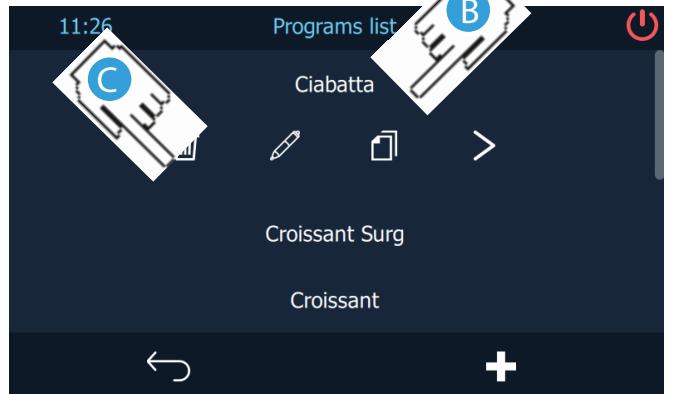 11:26 Programs list
B
C
Ciabatta
Croissant Surg
Croissant